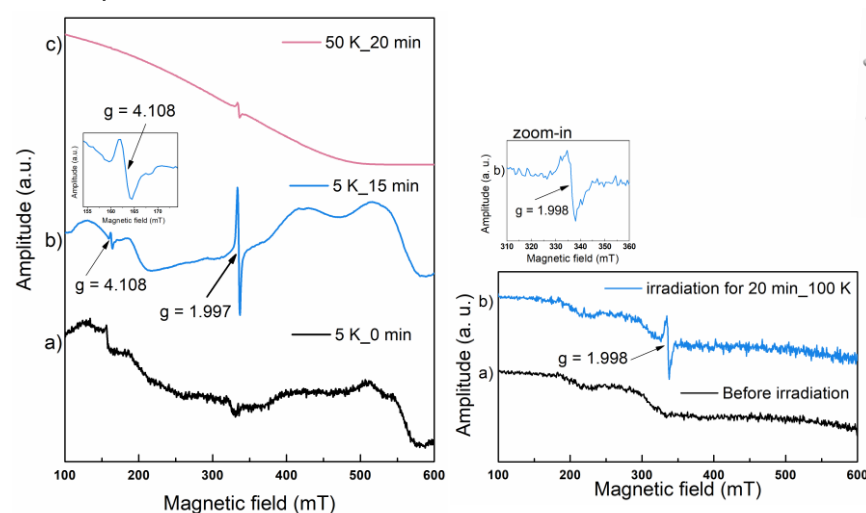 c)
50 K_20 min
g = 4.108
Amplitude (a.u.)
155 160 165 170
Magnetic field (mT)
5 K_15 min
b)
g = 4.108
g = 1.997
5 K_0 min
a)
Amplitude (a.u.)
100 200 300 400 500 600
Magnetic field (mT)
zoom-in
b)
g = 1.998
Amplitude (a.u.)
310 320 330 340 350 360
Magnetic field (mT)
b)
irradiation for 20 min_100 K
g = 1.998
a)
Before irradiation
Amplitude (a. u.)
100 200 300 400 500 600
Magnetic field (mT)